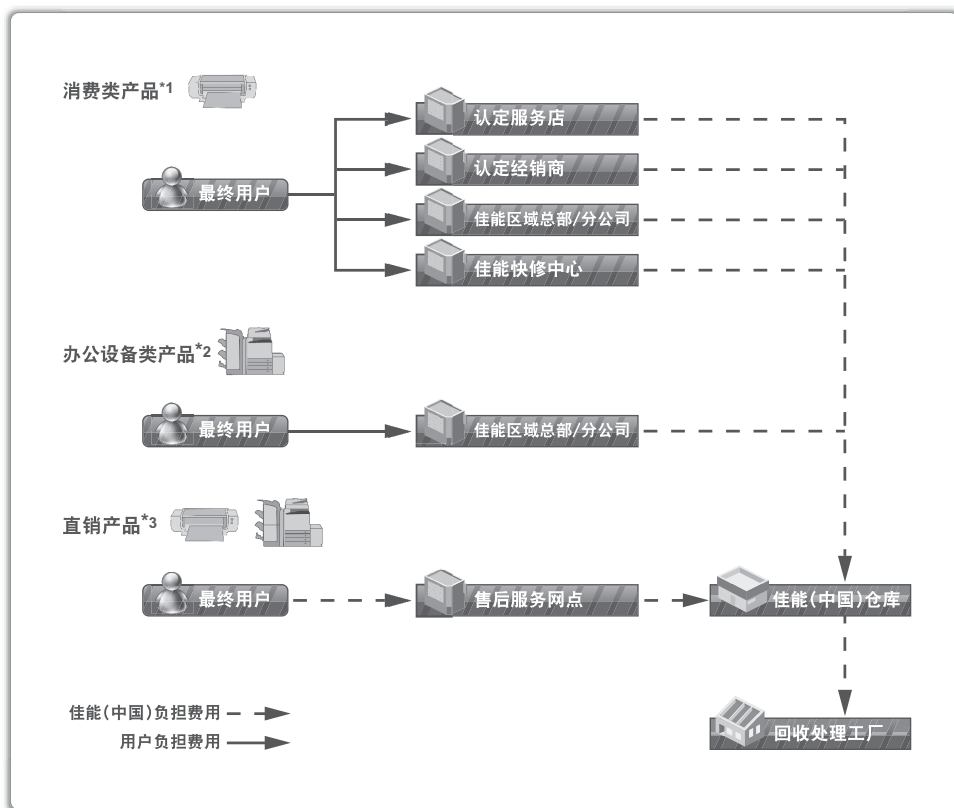 消费类产品*1
认定服务店
认定经销商
最终用户
佳能区域总部/分公司
佳能快修中心
办公设备类产品*2
最终用户
佳能区域总部/分公司
直销产品*3
最终用户
售后服务网点
佳能(中国)仓库
佳能(中国)负担费用
用户负担费用
回收处理工厂